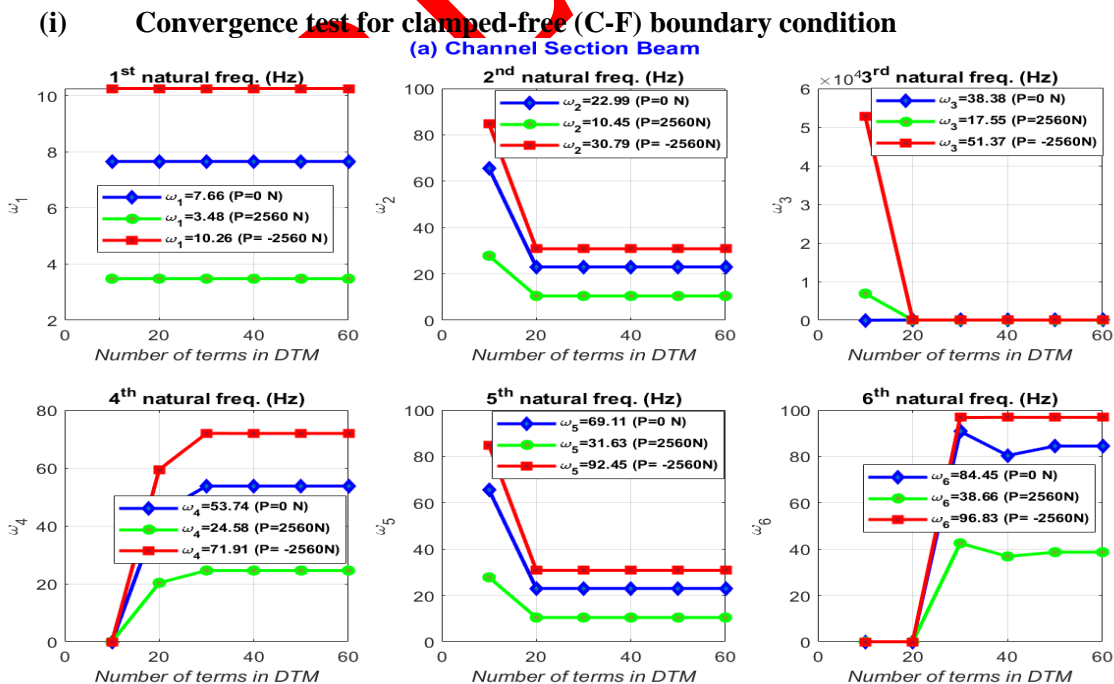 (i) Convergence test for clamped-free (C-F) boundary condition
(a) Channel Section Beam
1st natural freq. (Hz)
10
8
6
4
2
0 20 40 60
ω1
ω1=7.66 (P=0 N)
ω1=3.48 (P=2560 N)
ω1=10.26 (P= -2560 N)
Number of terms in DTM
2nd natural freq. (Hz)
100
80
60
40
20
0
0 20 40 60
ω2
ω2=22.99 (P=0 N)
ω2=10.45 (P=2560N)
ω2=30.79 (P= -2560N)
Number of terms in DTM
×104 3rd natural freq. (Hz)
6
5
4
3
2
1
0
0 20 40 60
ω3
ω3=38.38 (P=0 N)
ω3=17.55 (P=2560N)
ω3=51.37 (P= -2560N)
Number of terms in DTM
4th natural freq. (Hz)
80
60
40
20
0
0 20 40 60
ω4
ω4=53.74 (P=0 N)
ω4=24.58 (P=2560N)
ω4=71.91 (P= -2560N)
Number of terms in DTM
5th natural freq. (Hz)
100
80
60
40
20
0
0 20 40 60
ω5
ω5=69.11 (P=0 N)
ω5=31.63 (P=2560N)
ω5=92.45 (P= -2560N)
Number of terms in DTM
6th natural freq. (Hz)
100
80
60
40
20
0
0 20 40 60
ω6
ω6=84.45 (P=0 N)
ω6=38.66 (P=2560N)
ω6=96.83 (P= -2560N)
Number of terms in DTM